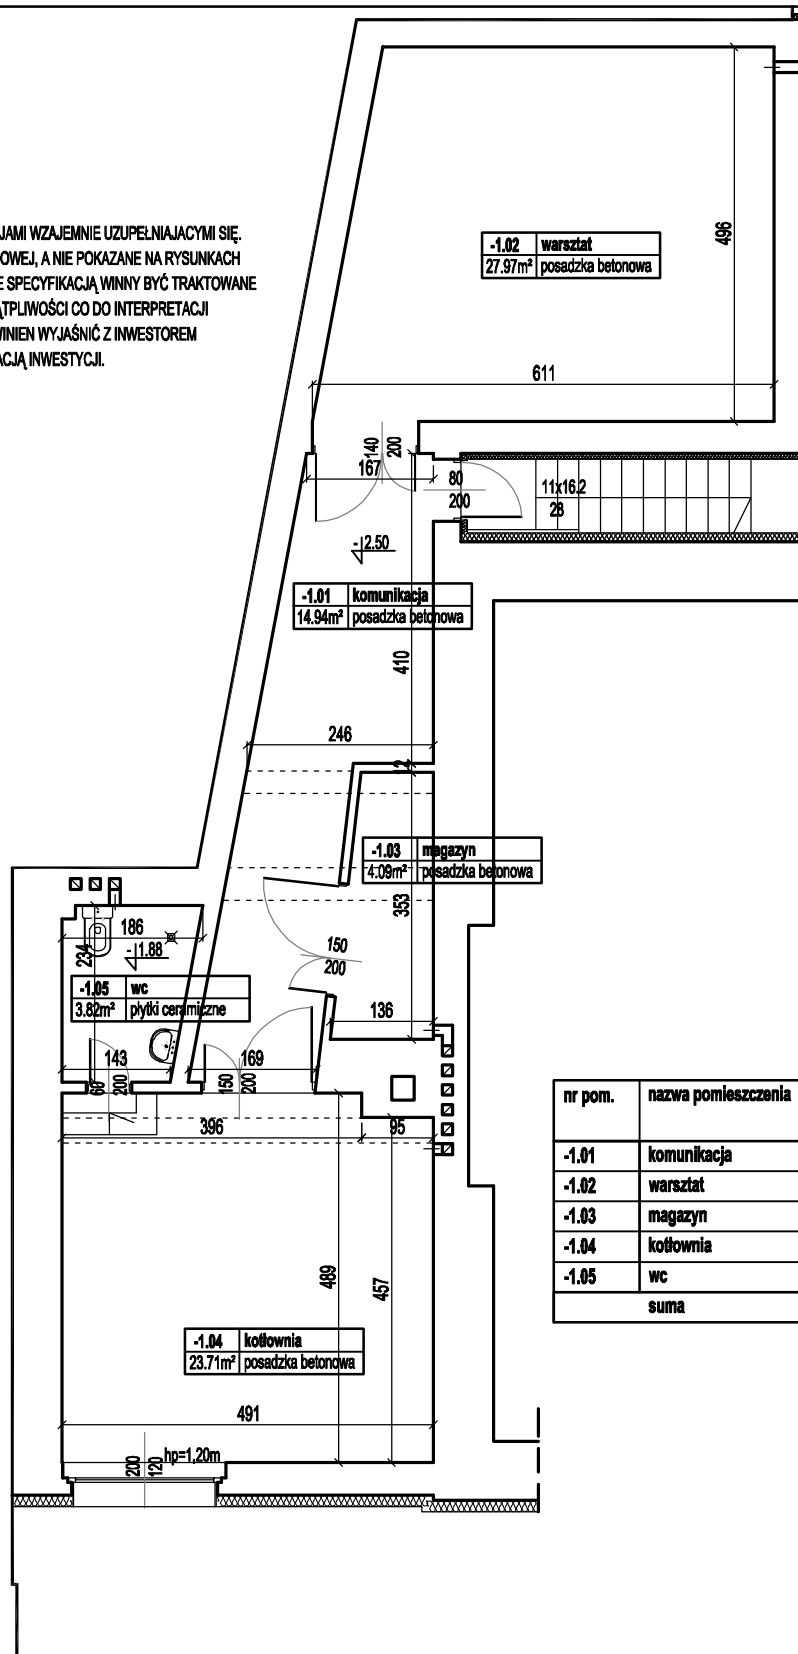 JAMI WZAJEMNIE UZUPEŁNIAJACYMI SIĘ.
OWEJ, A NIE POKAZANE NA RYSUNKACH
E SPECYFIKACJĄ WINNY BYĆ TRAKTOWANE
ĄTPLIWOŚCI CO DO INTERPRETACJI
WINIEN WYJAŚNIĆ Z INWESTOREM
ACJĄ INWESTYCJI.
-1.02 warsztat
27.97m² posadzka betonowa
496
611
140
200
167
80
200
11x16.2
28
-2.50
-1.01 komunikacja
14.94m² posadzka betonowa
410
246
12
-1.03 magazyn
4.09m² posadzka betonowa
353
186
234
-1.88
150
200
-1.05 wc
3.82m² płytki ceramiczne
136
143
169
60
200
150
200
396
95
489
457
-1.04 kotłownia
23.71m² posadzka betonowa
491
200
120
hp=1,20m
nr pom. nazwa pomieszczenia
-1.01 komunikacja
-1.02 warsztat
-1.03 magazyn
-1.04 kotłownia
-1.05 wc
suma